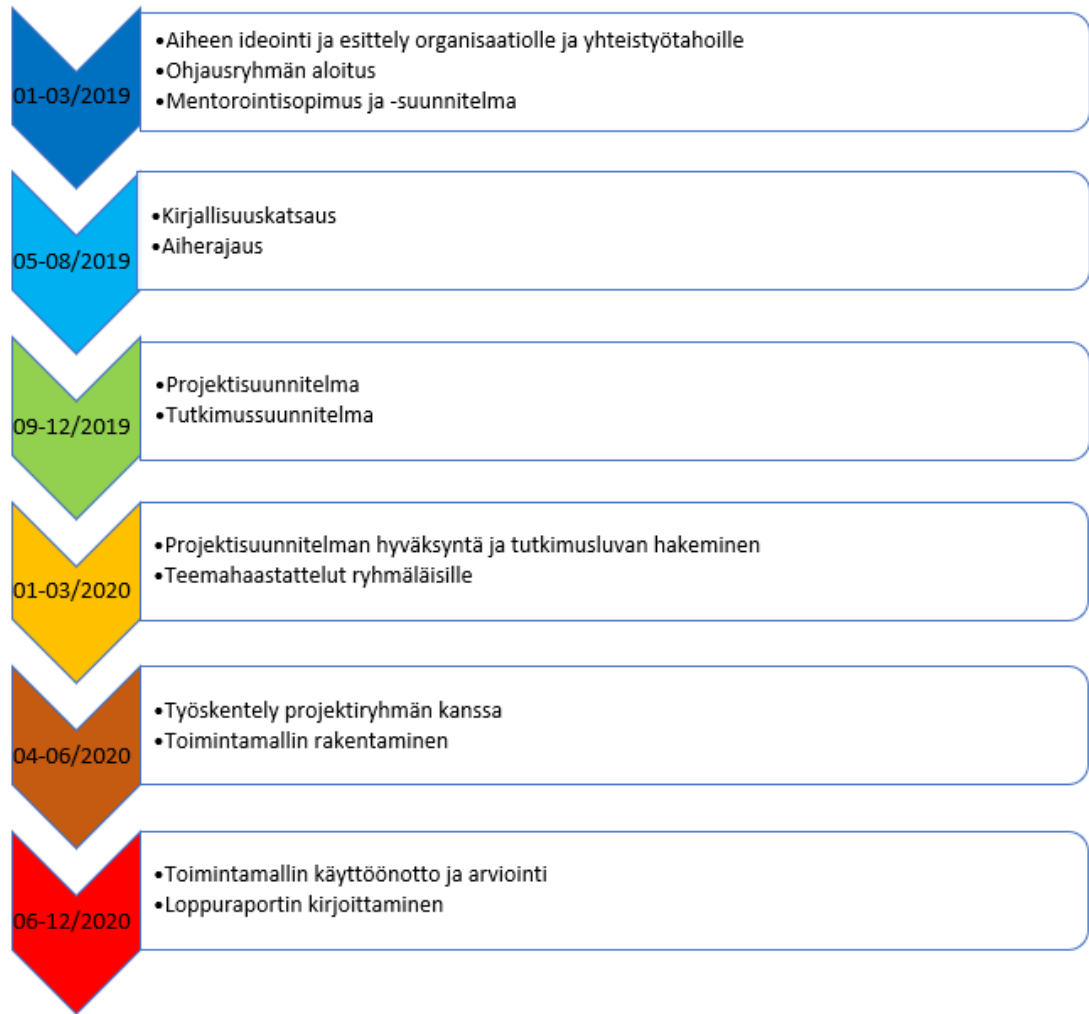 01-03/2019
•Aiheen ideointi ja esittely organisaatiolle ja yhteistyötahoille
•Ohjausryhmän aloitus
•Mentorointisopimus ja -suunnitelma
05-08/2019
•Kirjallisuuskatsaus
•Aiherajaus
09-12/2019
•Projektisuunnitelma
•Tutkimussuunnitelma
01-03/2020
•Projektisuunnitelman hyväksyntä ja tutkimusluvan hakeminen
•Teemahaastattelut ryhmäläisille
04-06/2020
•Työskentely projektiryhmän kanssa
•Toimintamallin rakentaminen
06-12/2020
•Toimintamallin käyttöönotto ja arviointi
•Loppuraportin kirjoittaminen